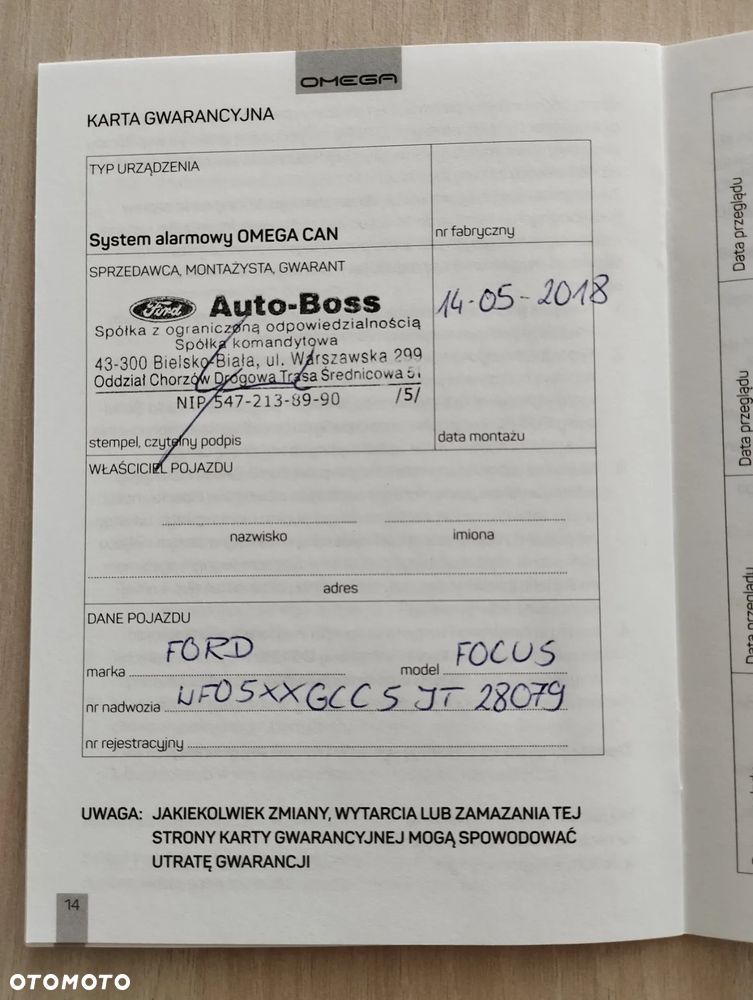 OMEGA
KARTA GWARANCYJNA
TYP URZĄDZENIA
System alarmowy OMEGA CAN
nr fabryczny
SPRZEDAWCA, MONTAŻYSTA, GWARANT
Ford Auto-Boss
Spółka z ograniczoną odpowiedzialnością
Spółka komandytowa
43-300 Bielsko-Biała, ul. Warszawska 299
Oddział Chorzów Drogowa Trasa Średnicowa 51
NIP 547-213-89-90 /5/
14-05-2018
stempel, czytelny podpis
data montażu
WŁAŚCICIEL POJAZDU
nazwisko
imiona
adres
DANE POJAZDU
marka FORD
model FOCUS
nr nadwozia WF05XXGCC5JT28079
nr rejestracyjny
UWAGA: JAKIEKOLWIEK ZMIANY, WYTARCIA LUB ZAMAZANIA TEJ
STRONY KARTY GWARANCYJNEJ MOGĄ SPOWODOWAĆ
UTRATĘ GWARANCJI
14
Data przeglądu
Data przeglądu
Data przeglądu
OTOMOTO